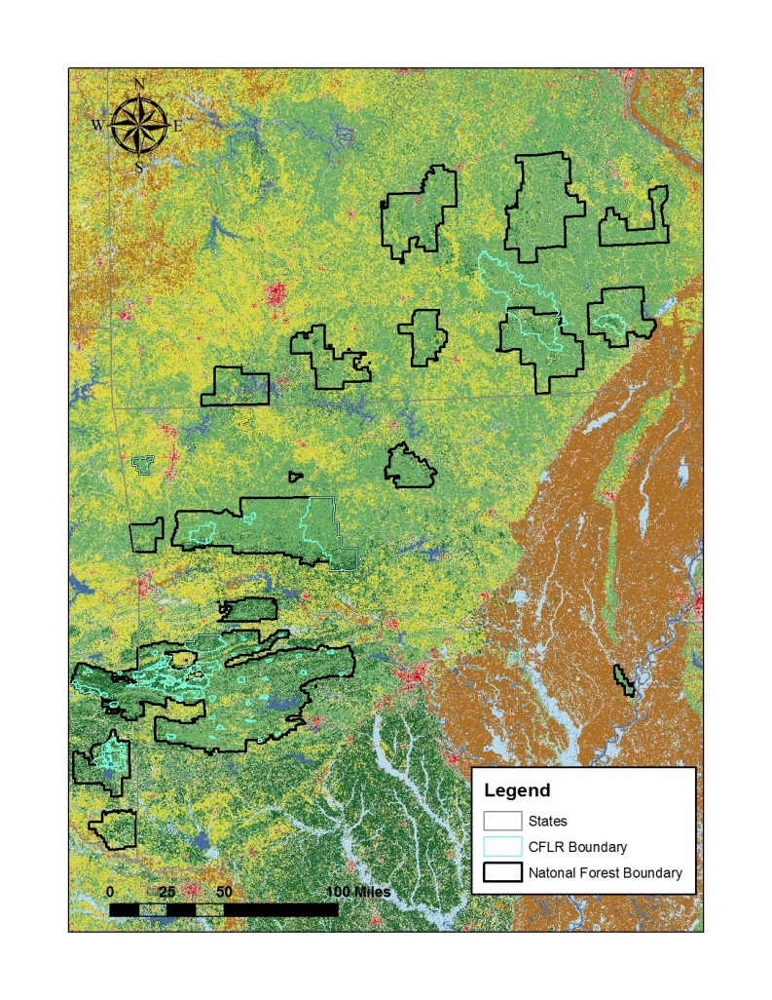 N
W E
S
Legend
States
CFLR Boundary
Natonal Forest Boundary
0 25 50 100 Miles